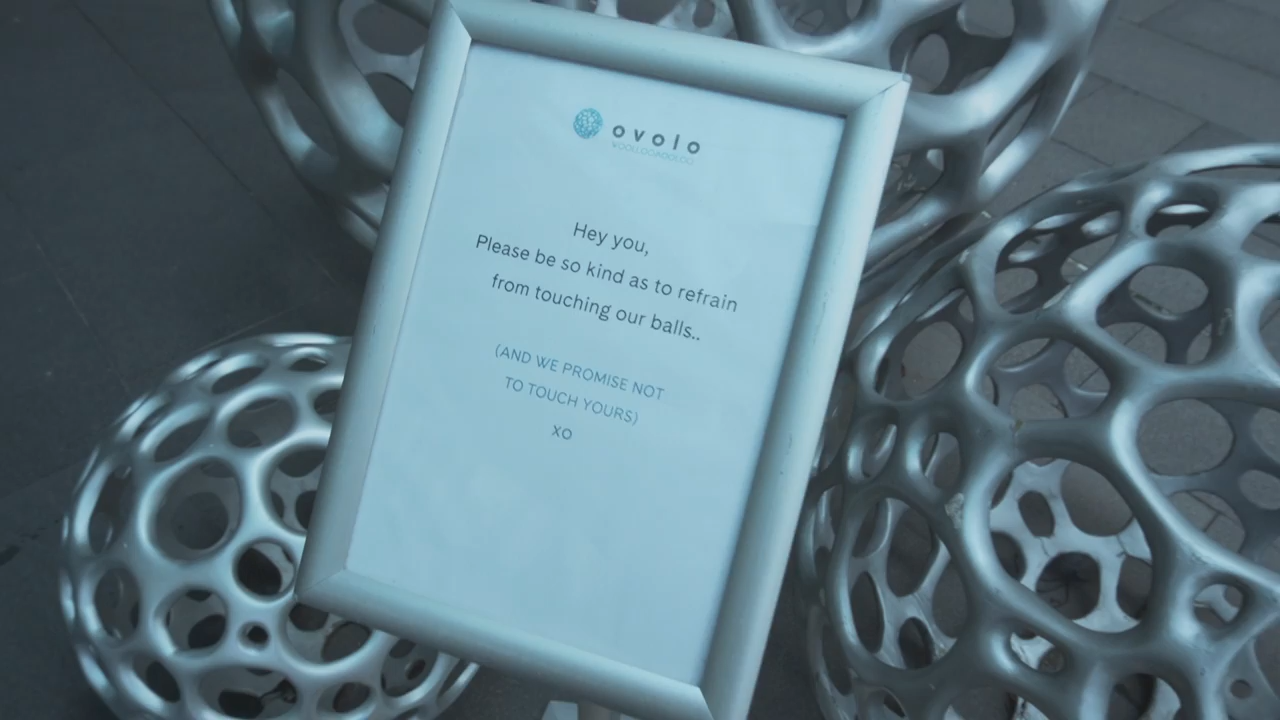 ovolo
WOOLLOOMOOLOO
Hey you,
Please be so kind as to refrain
from touching our balls..
(AND WE PROMISE NOT
TO TOUCH YOURS)
XO